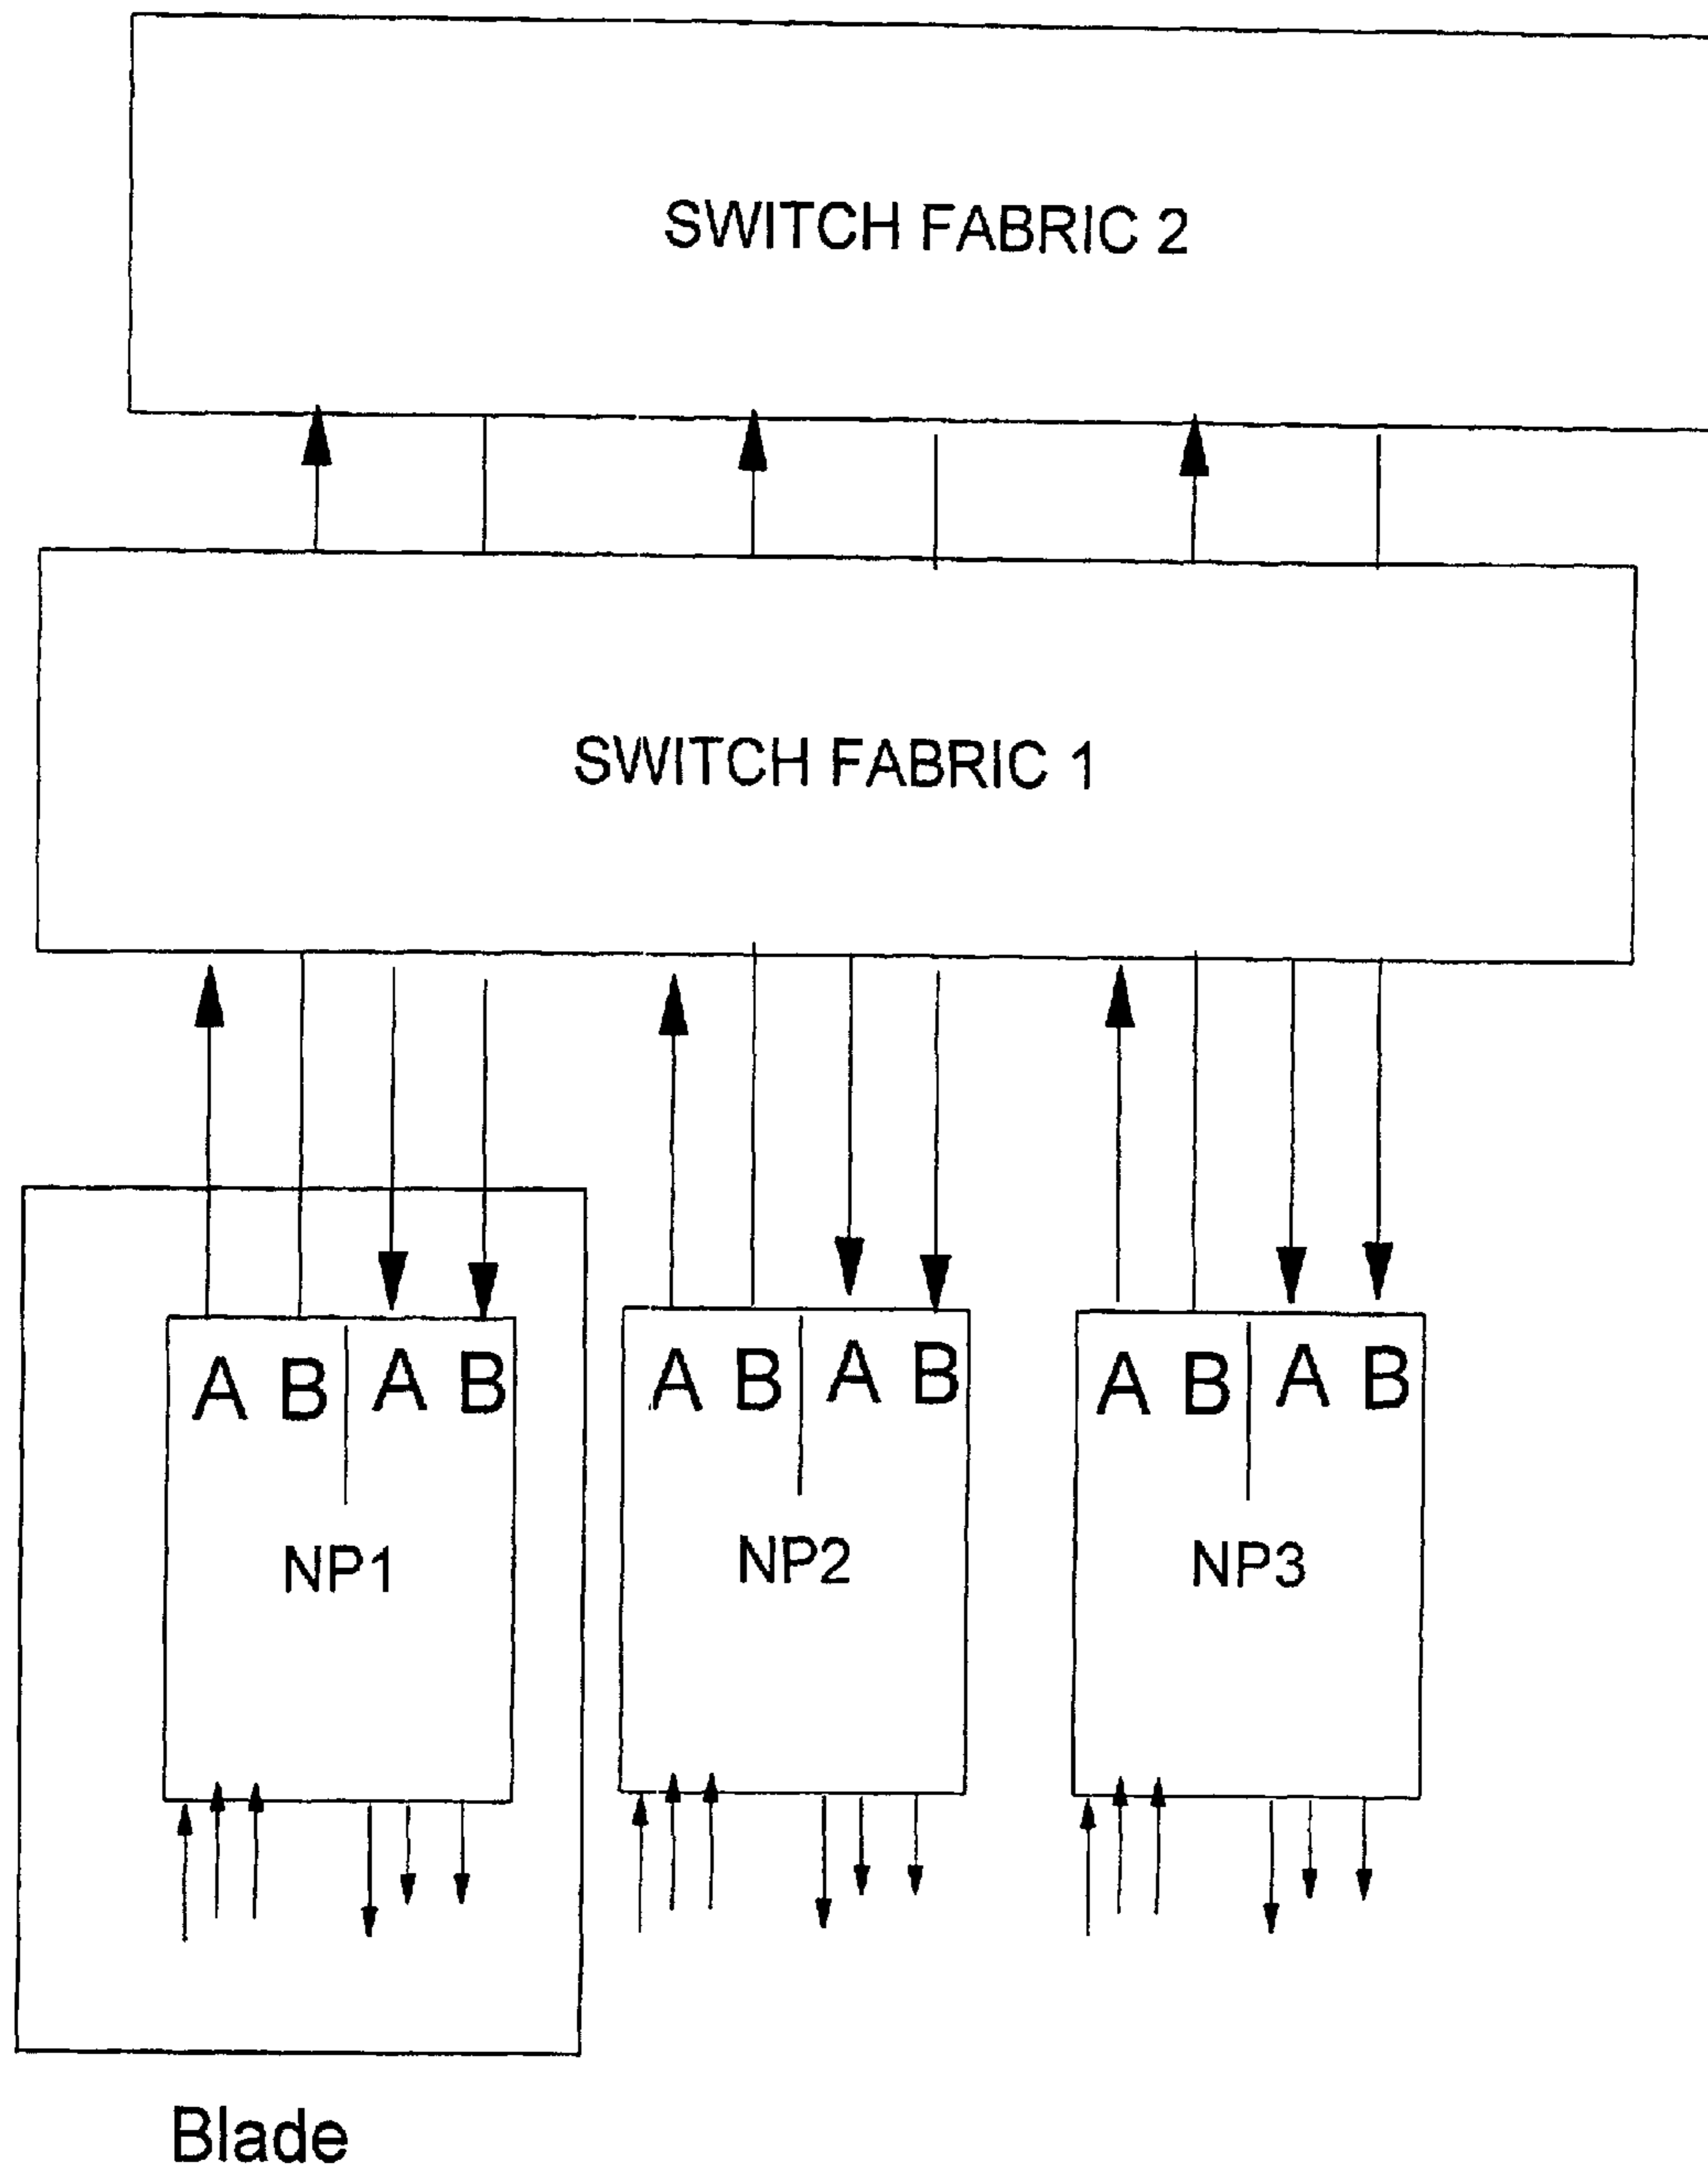 SWITCH FABRIC 2
SWITCH FABRIC 1
A B A B
A B A B
A B A B
NP1
NP2
NP3
Blade